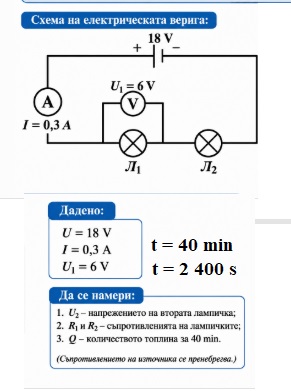 Схема на електрическата верига:
18 V
+ −
U₁ = 6 V
A V
I = 0,3 A
Л₁ Л₂
Дадено:
U = 18 V
I = 0,3 A
U₁ = 6 V
t = 40 min
t = 2 400 s
Да се намери:
1. U₂ – напрежението на втората лампичка;
2. R₁ и R₂ – съпротивленията на лампичките;
3. Q – количеството топлина за 40 min.
(Съпротивлението на източника се пренебрегва.)